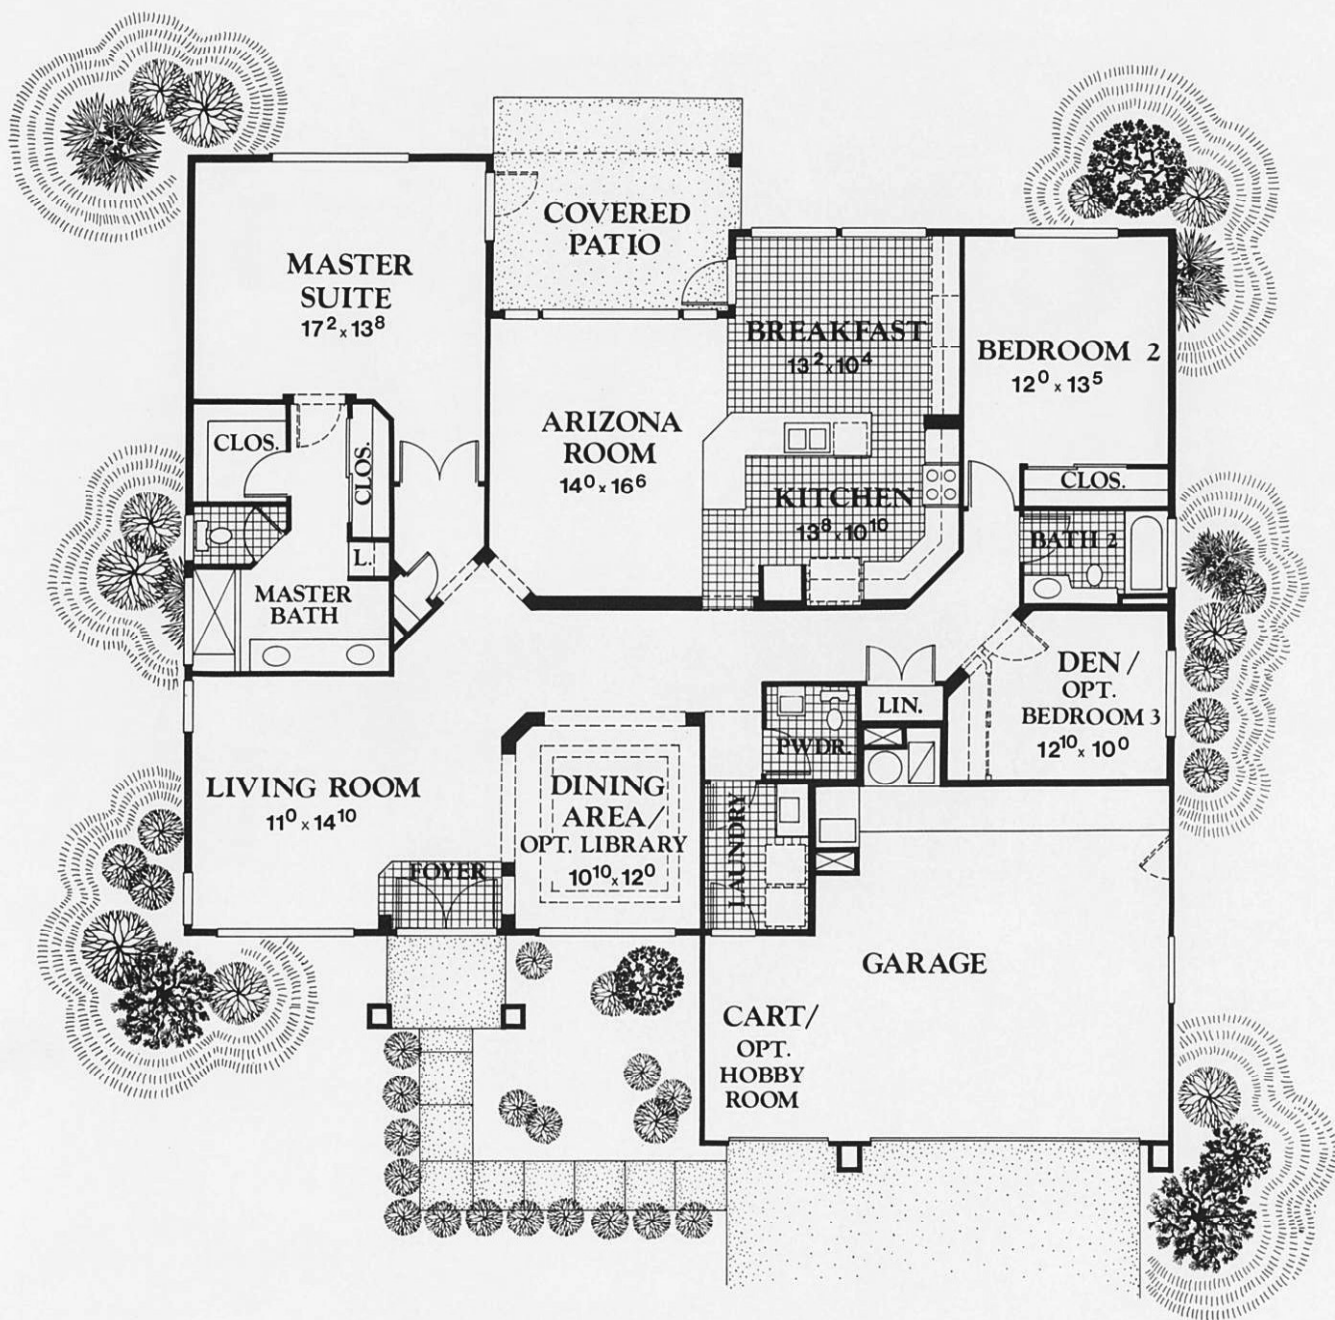 COVERED
PATIO
MASTER
SUITE
17² x 13⁸
BREAKFAST
13² x 10⁴
BEDROOM 2
12⁰ x 13⁵
ARIZONA
ROOM
14⁰ x 16⁶
CLOS.
CLOS.
L.
MASTER
BATH
KITCHEN
13⁸ x 10¹⁰
CLOS.
BATH 2
DEN /
OPT.
BEDROOM 3
12¹⁰ x 10⁰
LIN.
PWDR.
LIVING ROOM
11⁰ x 14¹⁰
DINING
AREA/
OPT. LIBRARY
10¹⁰ x 12⁰
FOYER
LAUNDRY
GARAGE
CART/
OPT.
HOBBY
ROOM